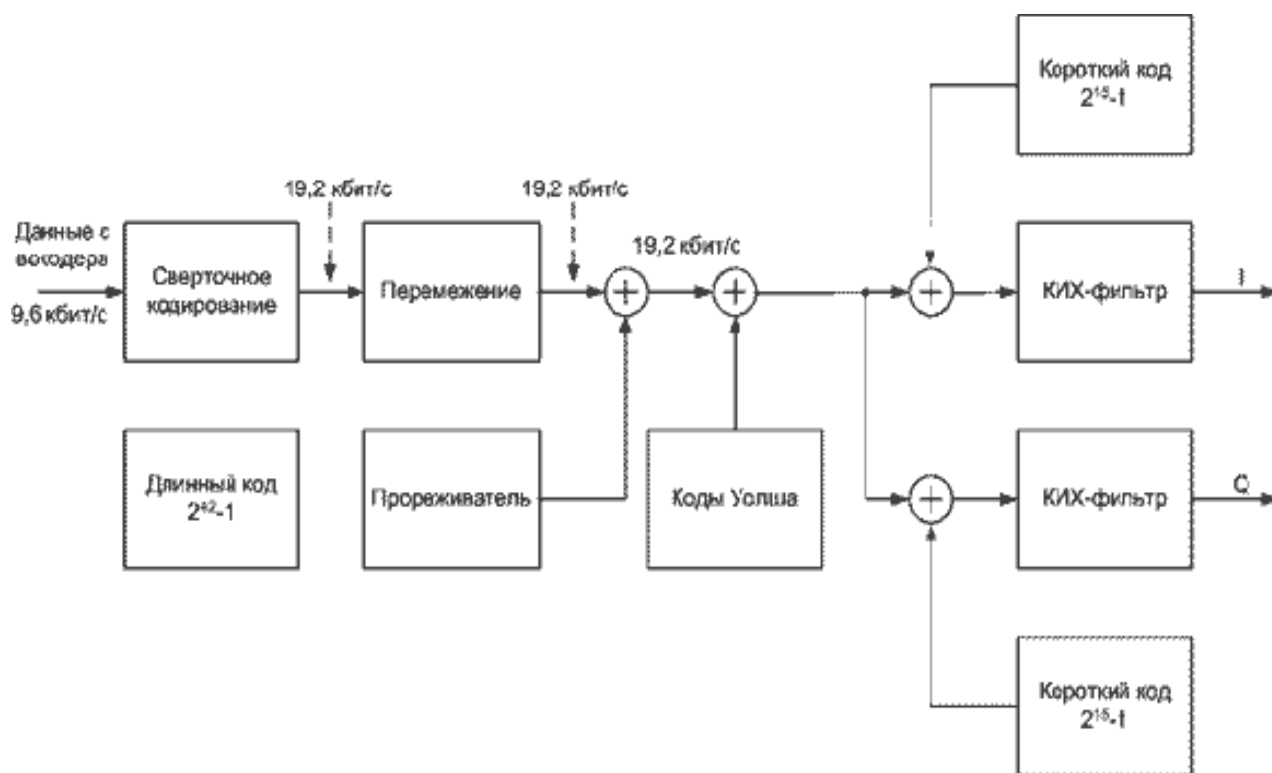 Короткий код
2¹⁵-1
19,2 кбит/с
19,2 кбит/с
Данные с
вокодера
9,6 кбит/с
Сверточное
кодирование
Перемежение
19,2 кбит/с
КИХ-фильтр
I
Длинный код
2⁴²-1
Прореживатель
Коды Уолша
КИХ-фильтр
Q
Короткий код
2¹⁵-1